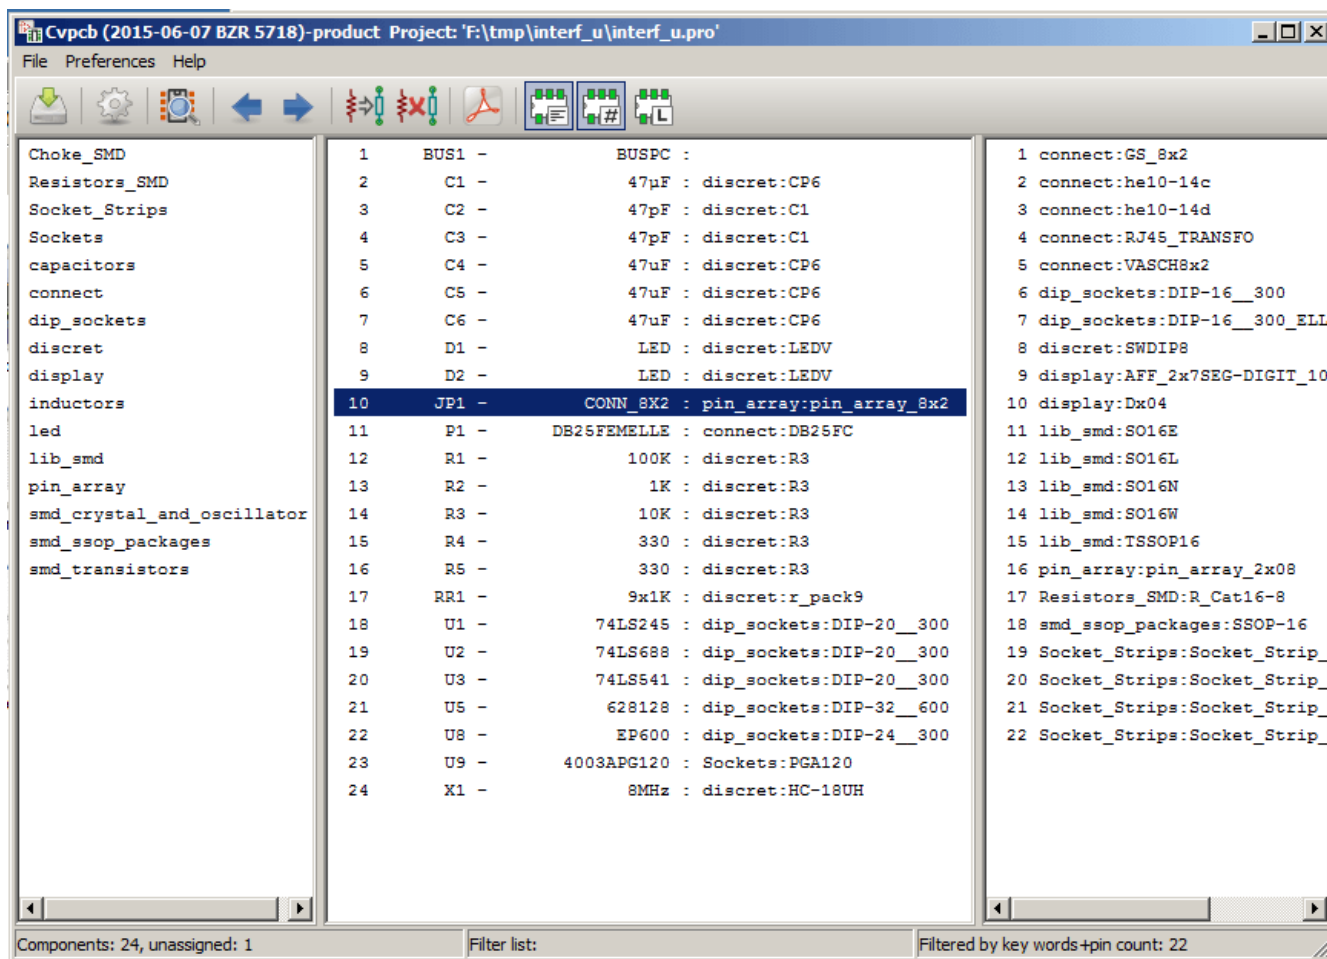 Cvpcb (2015-06-07 BZR 5718)-product Project: 'F:\tmp\interf_u\interf_u.pro'
File Preferences Help
L
Choke_SMD
Resistors_SMD
Socket_Strips
Sockets
capacitors
connect
dip_sockets
discret
display
inductors
led
lib_smd
pin_array
smd_crystal_and_oscillator
smd_ssop_packages
smd_transistors
1 BUS1 - BUSPC :
2 C1 - 47µF : discret:CP6
3 C2 - 47pF : discret:C1
4 C3 - 47pF : discret:C1
5 C4 - 47uF : discret:CP6
6 C5 - 47uF : discret:CP6
7 C6 - 47uF : discret:CP6
8 D1 - LED : discret:LEDV
9 D2 - LED : discret:LEDV
10 JP1 - CONN_8X2 : pin_array:pin_array_8x2
11 P1 - DB25FEMELLE : connect:DB25FC
12 R1 - 100K : discret:R3
13 R2 - 1K : discret:R3
14 R3 - 10K : discret:R3
15 R4 - 330 : discret:R3
16 R5 - 330 : discret:R3
17 RR1 - 9x1K : discret:r_pack9
18 U1 - 74LS245 : dip_sockets:DIP-20__300
19 U2 - 74LS688 : dip_sockets:DIP-20__300
20 U3 - 74LS541 : dip_sockets:DIP-20__300
21 U5 - 628128 : dip_sockets:DIP-32__600
22 U8 - EP600 : dip_sockets:DIP-24__300
23 U9 - 4003APG120 : Sockets:PGA120
24 X1 - 8MHz : discret:HC-18UH
1 connect:GS_8x2
2 connect:he10-14c
3 connect:he10-14d
4 connect:RJ45_TRANSFO
5 connect:VASCH8x2
6 dip_sockets:DIP-16__300
7 dip_sockets:DIP-16__300_ELL
8 discret:SWDIP8
9 display:AFF_2x7SEG-DIGIT_10
10 display:Dx04
11 lib_smd:SO16E
12 lib_smd:SO16L
13 lib_smd:SO16N
14 lib_smd:SO16W
15 lib_smd:TSSOP16
16 pin_array:pin_array_2x08
17 Resistors_SMD:R_Cat16-8
18 smd_ssop_packages:SSOP-16
19 Socket_Strips:Socket_Strip_
20 Socket_Strips:Socket_Strip_
21 Socket_Strips:Socket_Strip_
22 Socket_Strips:Socket_Strip_
Components: 24, unassigned: 1
Filter list:
Filtered by key words+pin count: 22